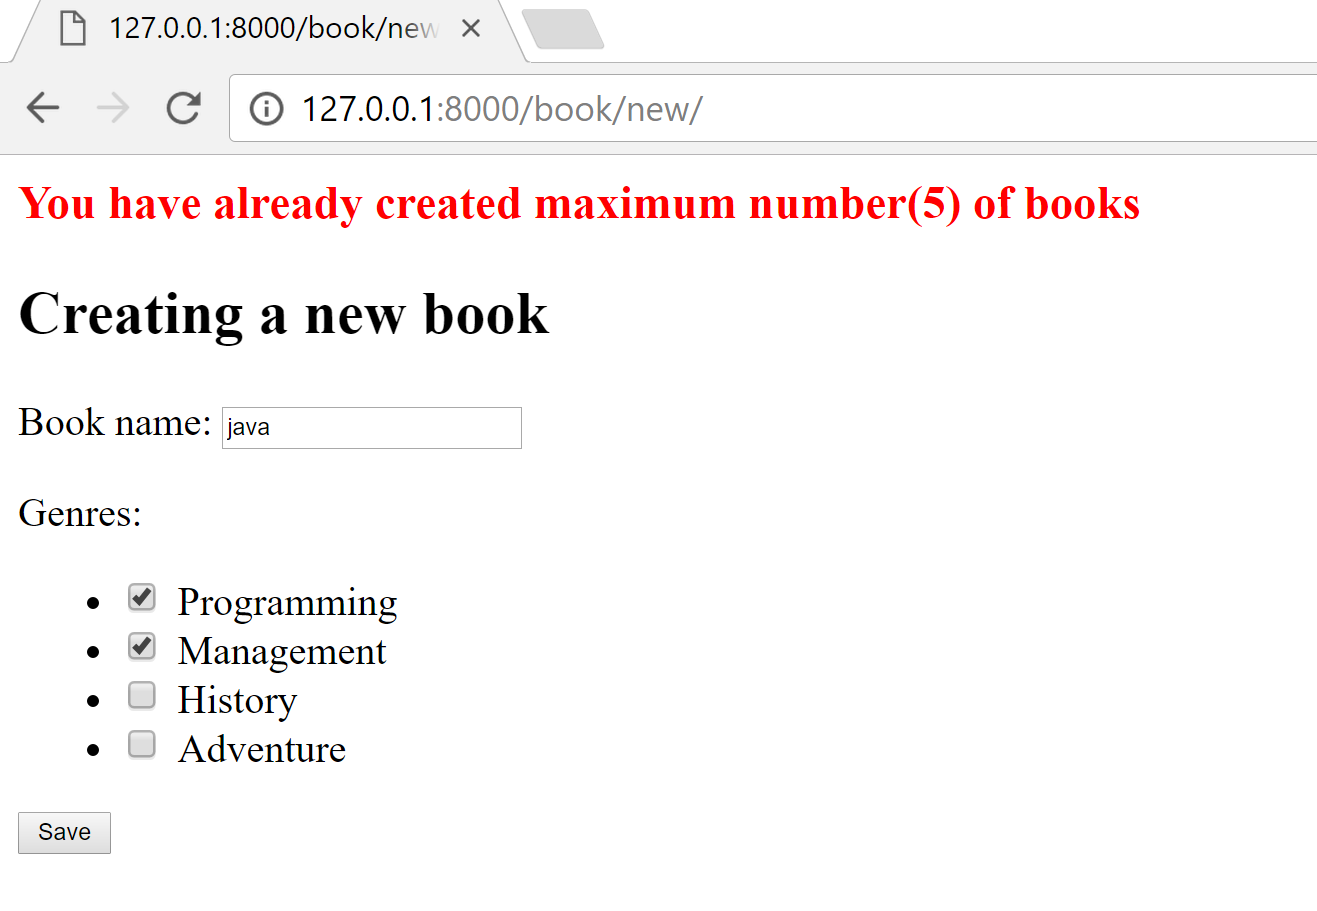 127.0.0.1:8000/book/new
127.0.0.1:8000/book/new/
You have already created maximum number(5) of books
Creating a new book
Book name: java
Genres:
Programming
Management
History
Adventure
Save